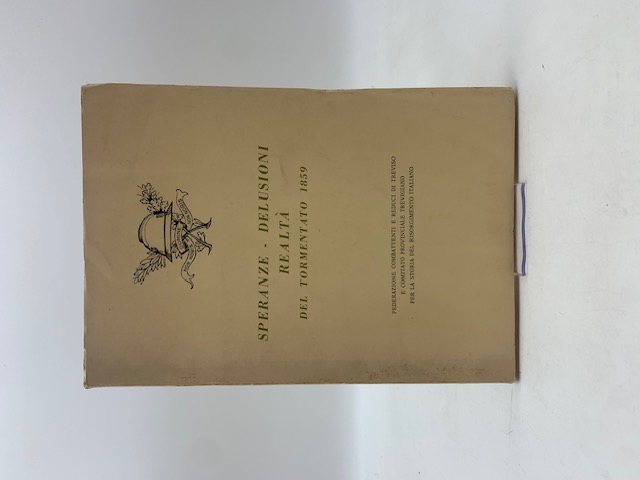 SPERANZE - DELUSIONI
REALTÀ
DEL TORMENTATO 1859
FEDERAZIONE COMBATTENTI E REDUCI DI TREVISO
E COMITATO PROVINCIALE TREVIGIANO
PER LA STORIA DEL RISORGIMENTO ITALIANO